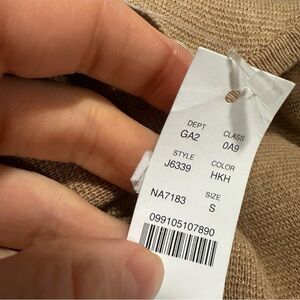 DEPT CLASS
GA2 0A9
STYLE COLOR
J6339 HKH
NA7183 SIZE
S
099105107890